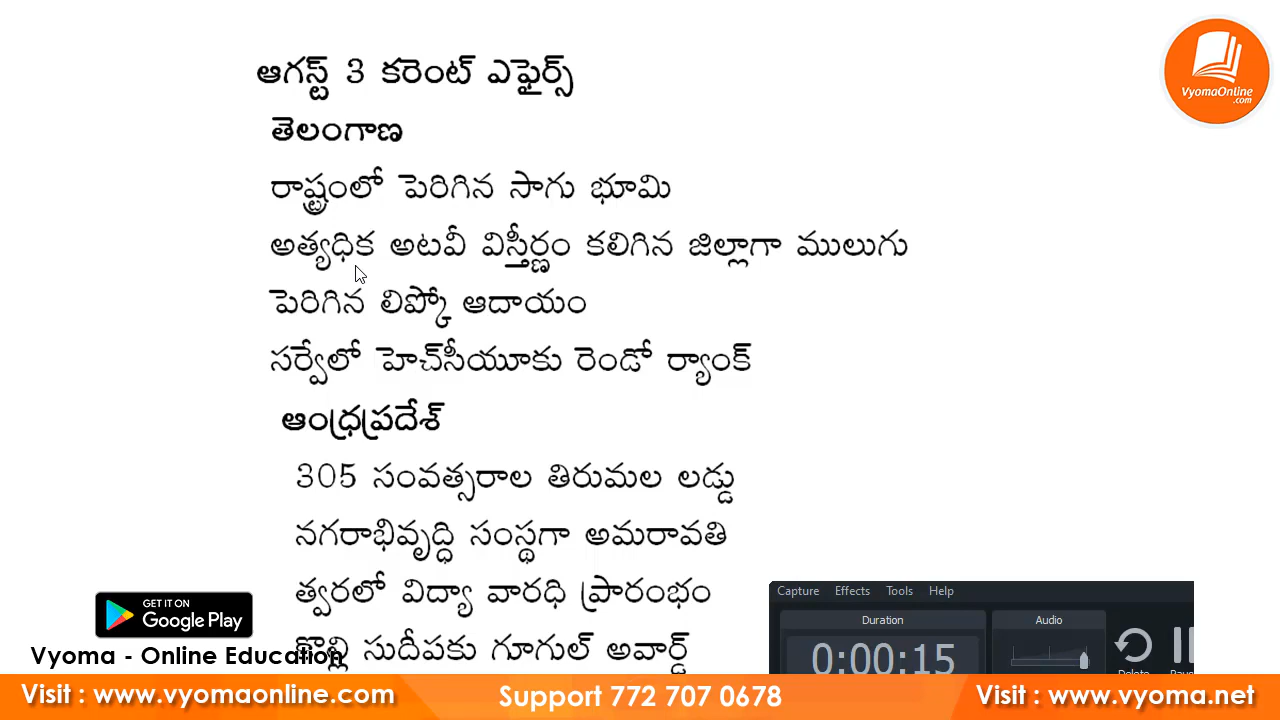 ఆగస్ట్ 3 కరెంట్ ఎఫైర్స్
VyomaOnline
.com
తెలంగాణ
రాష్ట్రంలో పెరిగిన సాగు భూమి
అత్యధిక అటవీ విస్తీర్ణం కలిగిన జిల్లాగా ములుగు
పెరిగిన లిప్కో ఆదాయం
సర్వేలో హెచ్‌సీయూకు రెండో ర్యాంక్
ఆంధ్రప్రదేశ్
305 సంవత్సరాల తిరుమల లడ్డు
నగరాభివృద్ధి సంస్థగా అమరావతి
త్వరలో విద్యా వారధి ప్రారంభం
కొల్లి సుదీపకు గూగుల్ అవార్డ్
Capture Effects Tools Help
Duration Audio
0:00:15
Delete
GET IT ON
Google Play
Vyoma - Online Education
Visit : www.vyomaonline.com Support 772 707 0678 Visit : www.vyoma.net